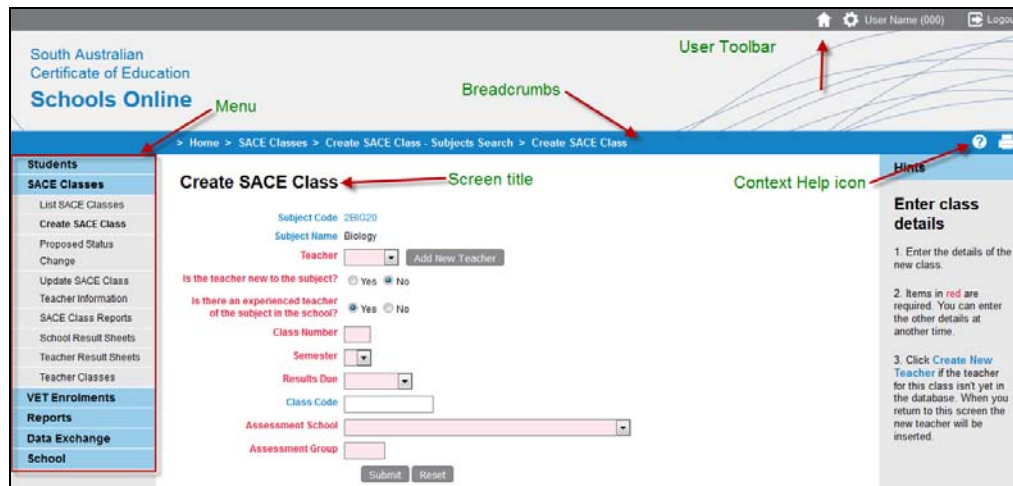 User Name (000) Logou
South Australian
Certificate of Education
Schools Online
User Toolbar
Breadcrumbs
Menu
> Home > SACE Classes > Create SACE Class - Subjects Search > Create SACE Class
Students
SACE Classes
List SACE Classes
Create SACE Class
Proposed Status
Change
Update SACE Class
Teacher Information
SACE Class Reports
School Result Sheets
Teacher Result Sheets
Teacher Classes
VET Enrolments
Reports
Data Exchange
School
Create SACE Class
Screen title
Context Help icon
Subject Code 2BIG20
Subject Name Biology
Teacher Add New Teacher
Is the teacher new to the subject? Yes No
Is there an experienced teacher
of the subject in the school? Yes No
Class Number
Semester
Results Due
Class Code
Assessment School
Assessment Group
Submit Reset
Hints
Enter class
details
1. Enter the details of the
new class.
2. Items in red are
required. You can enter
the other details at
another time.
3. Click Create New
Teacher if the teacher
for this class isn't yet in
the database. When you
return to this screen the
new teacher will be
inserted.